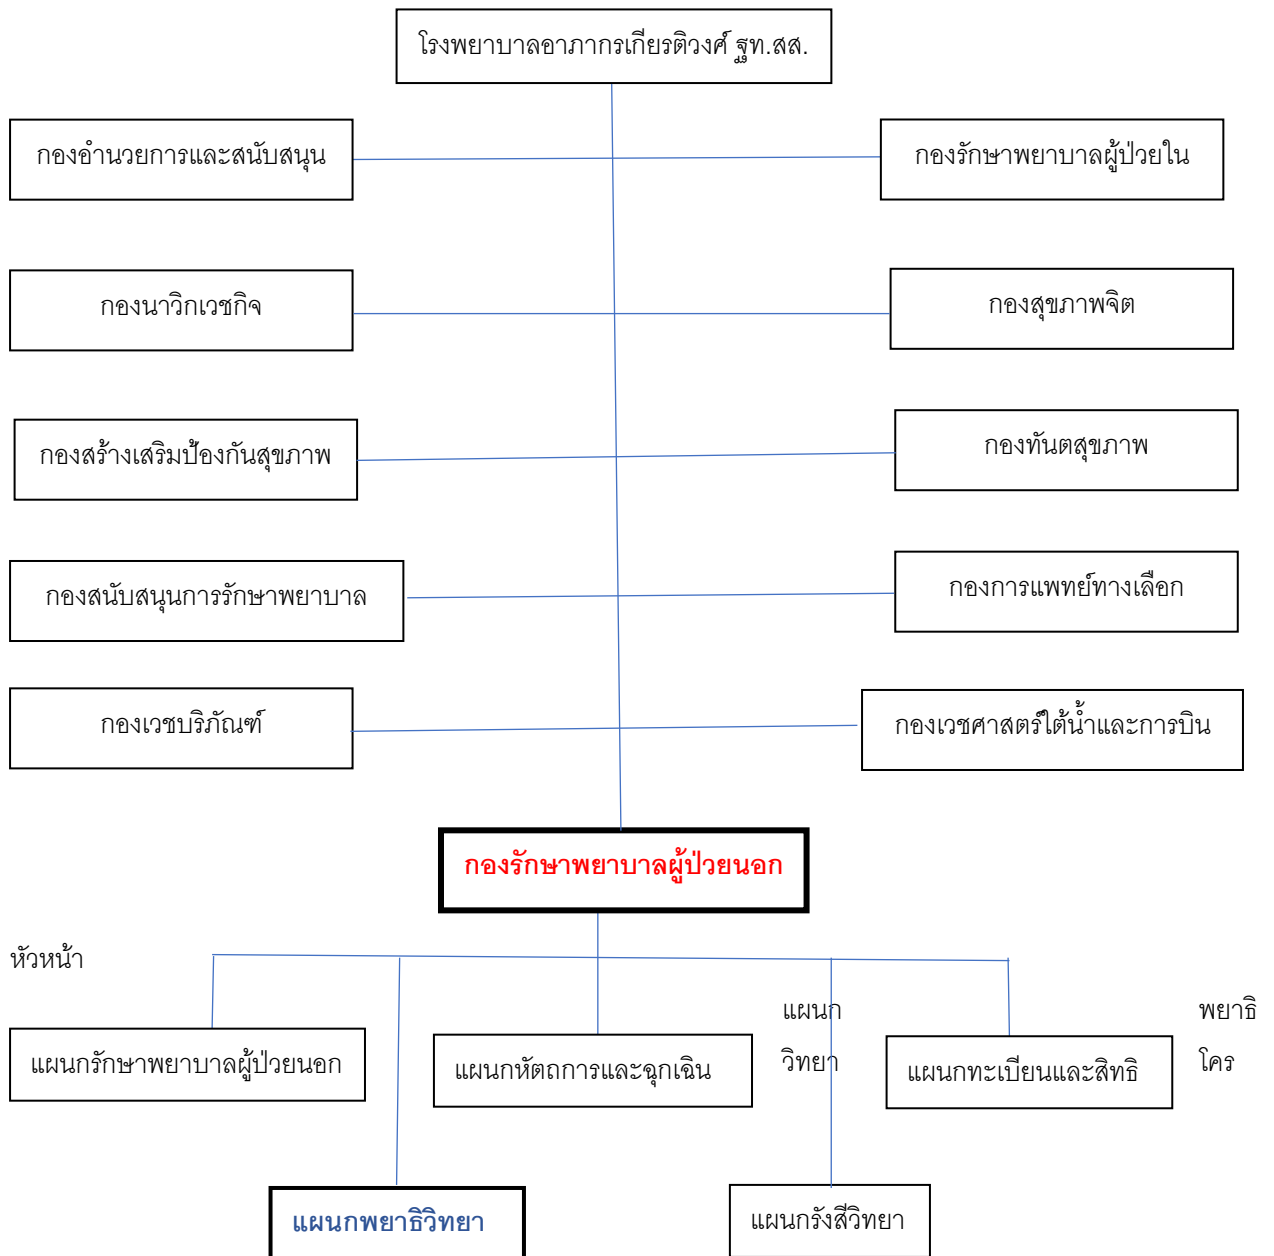 โรงพยาบาลอาภากรเกียรติวงศ์ ฐท.สส.
กองอำนวยการและสนับสนุน
กองรักษาพยาบาลผู้ป่วยใน
กองนาวิกเวชกิจ
กองสุขภาพจิต
กองสร้างเสริมป้องกันสุขภาพ
กองทันตสุขภาพ
กองสนับสนุนการรักษาพยาบาล
กองการแพทย์ทางเลือก
กองเวชบริภัณฑ์
กองเวชศาสตร์ใต้น้ำและการบิน
กองรักษาพยาบาลผู้ป่วยนอก
หัวหน้า
แผนก
พยาธิ
วิทยา
โคร
แผนกรักษาพยาบาลผู้ป่วยนอก
แผนกหัตถการและฉุกเฉิน
แผนกทะเบียนและสิทธิ
แผนกพยาธิวิทยา
แผนกรังสีวิทยา